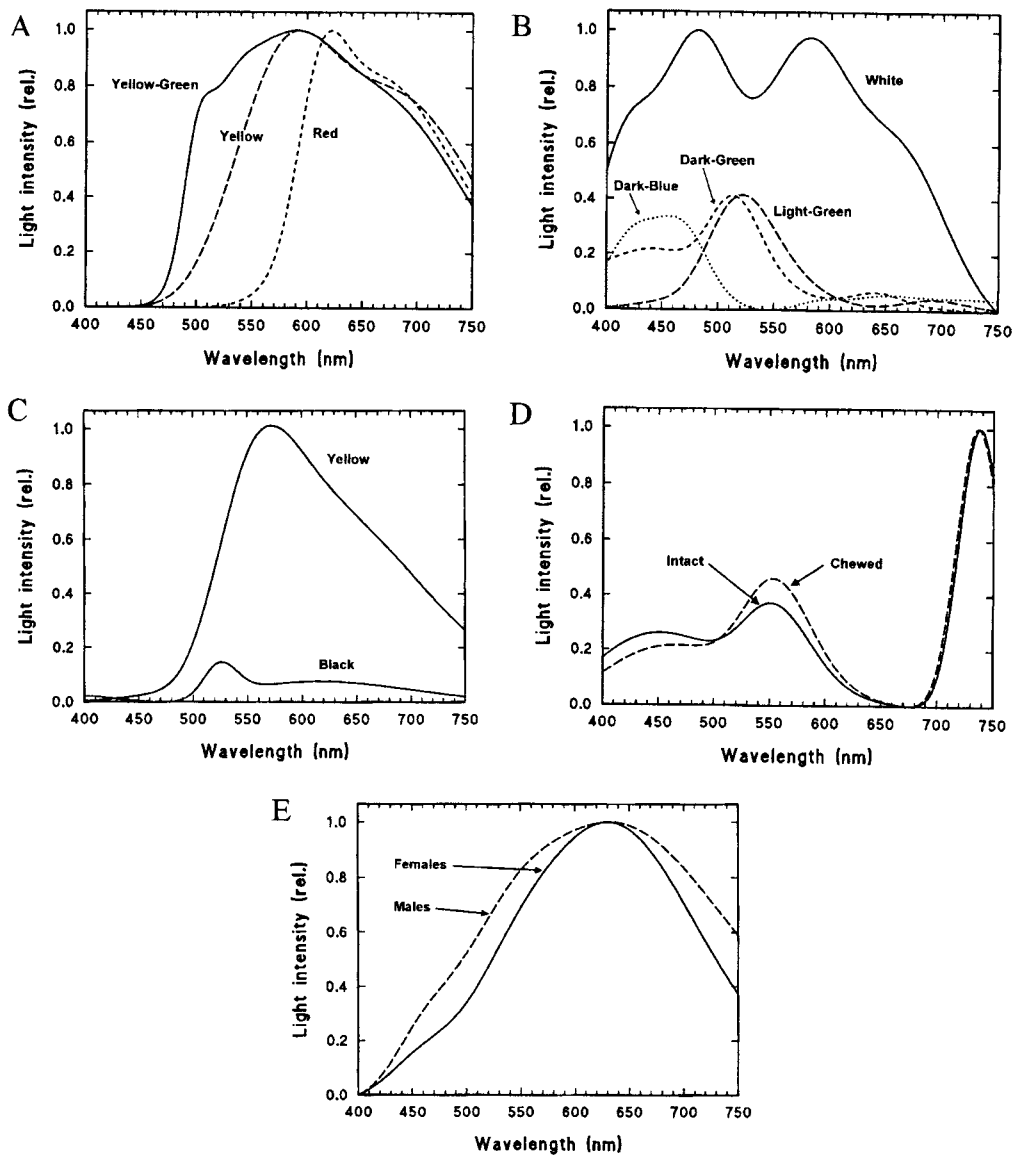 A
Light intensity (rel.)
1.0
0.8
0.6
0.4
0.2
0.0
Yellow-Green
Yellow
Red
400 450 500 550 600 650 700 750
Wavelength (nm)
B
Light intensity (rel.)
1.0
0.8
0.6
0.4
0.2
0.0
White
Dark-Green
Dark-Blue
Light-Green
400 450 500 550 600 650 700 750
Wavelength (nm)
C
Light intensity (rel.)
1.0
0.8
0.6
0.4
0.2
0.0
Yellow
Black
400 450 500 550 600 650 700 750
Wavelength (nm)
D
Light intensity (rel.)
1.0
0.8
0.6
0.4
0.2
0.0
Intact
Chewed
400 450 500 550 600 650 700 750
Wavelength (nm)
E
Light intensity (rel.)
1.0
0.8
0.6
0.4
0.2
0.0
Females
Males
400 450 500 550 600 650 700 750
Wavelength (nm)